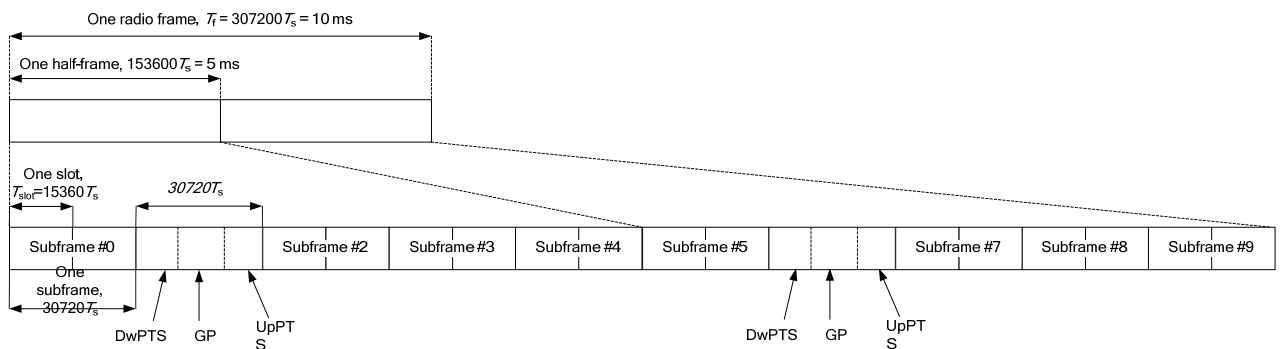 One radio frame, Tf = 307200Ts = 10 ms
One half-frame, 153600Ts = 5 ms
One slot,
Tslot=15360Ts
30720Ts
Subframe #0
Subframe #2
Subframe #3
Subframe #4
Subframe #5
Subframe #7
Subframe #8
Subframe #9
One
subframe,
30720Ts
DwPTS
GP
UpPT
S
DwPTS
GP
UpPT
S